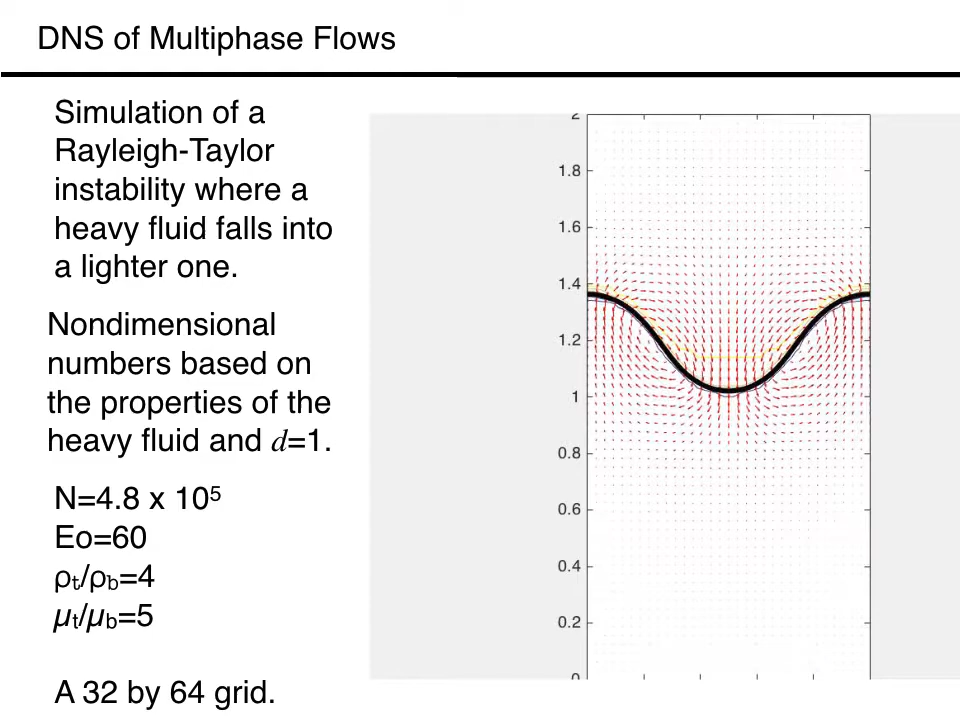 DNS of Multiphase Flows
Simulation of a
Rayleigh-Taylor
instability where a
heavy fluid falls into
a lighter one.
Nondimensional
numbers based on
the properties of the
heavy fluid and d=1.
N=4.8 x 10⁵
Eo=60
ρt/ρb=4
μt/μb=5
A 32 by 64 grid.
2
1.8
1.6
1.4
1.2
1
0.8
0.6
0.4
0.2
0